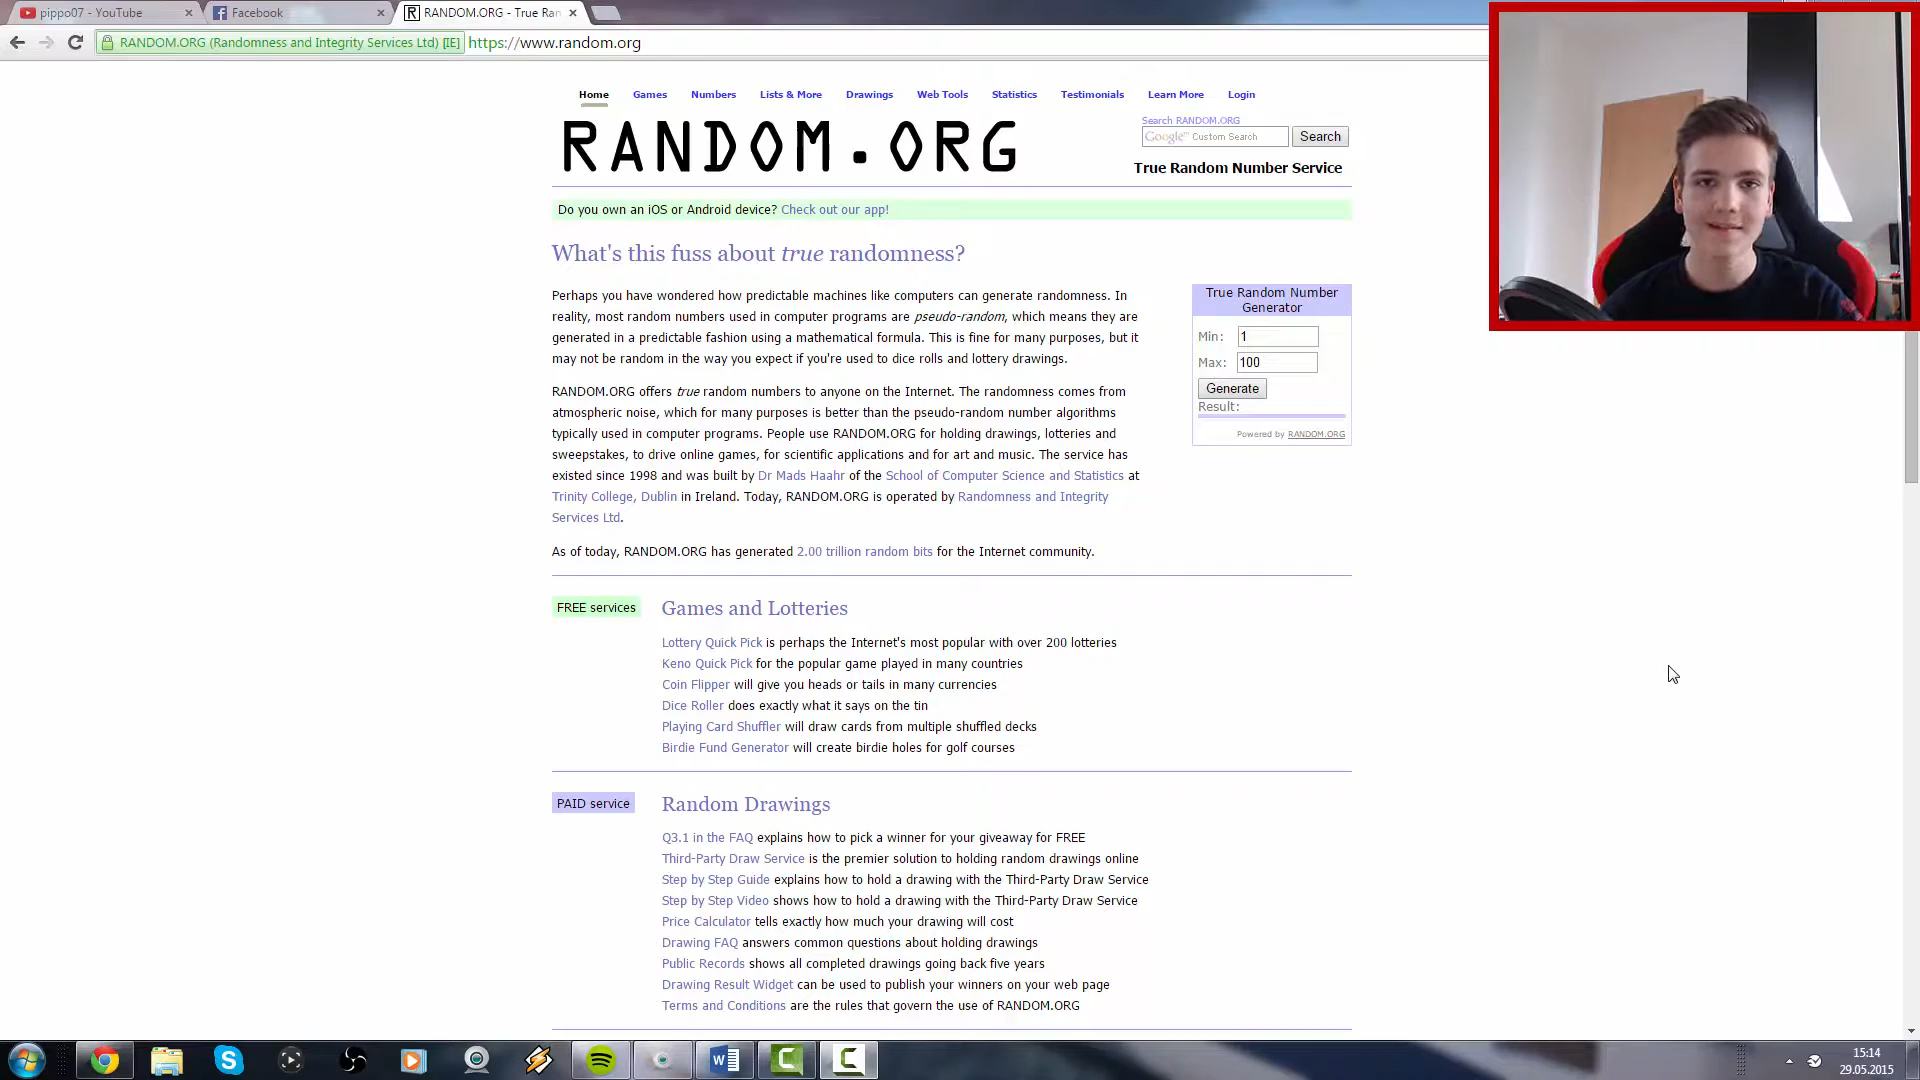 pippo07 - YouTube
Facebook
RANDOM.ORG - True Ran
RANDOM.ORG (Randomness and Integrity Services Ltd) [IE] https://www.random.org
Home Games Numbers Lists & More Drawings Web Tools Statistics Testimonials Learn More Login
RANDOM.ORG
Search RANDOM.ORG
Google™ Custom Search Search
True Random Number Service
Do you own an iOS or Android device? Check out our app!
What's this fuss about true randomness?
Perhaps you have wondered how predictable machines like computers can generate randomness. In
reality, most random numbers used in computer programs are pseudo-random, which means they are
generated in a predictable fashion using a mathematical formula. This is fine for many purposes, but it
may not be random in the way you expect if you're used to dice rolls and lottery drawings.
RANDOM.ORG offers true random numbers to anyone on the Internet. The randomness comes from
atmospheric noise, which for many purposes is better than the pseudo-random number algorithms
typically used in computer programs. People use RANDOM.ORG for holding drawings, lotteries and
sweepstakes, to drive online games, for scientific applications and for art and music. The service has
existed since 1998 and was built by Dr Mads Haahr of the School of Computer Science and Statistics at
Trinity College, Dublin in Ireland. Today, RANDOM.ORG is operated by Randomness and Integrity
Services Ltd.
As of today, RANDOM.ORG has generated 2.00 trillion random bits for the Internet community.
True Random Number
Generator
Min: 1
Max: 100
Generate
Result:
Powered by RANDOM.ORG
FREE services
Games and Lotteries
Lottery Quick Pick is perhaps the Internet's most popular with over 200 lotteries
Keno Quick Pick for the popular game played in many countries
Coin Flipper will give you heads or tails in many currencies
Dice Roller does exactly what it says on the tin
Playing Card Shuffler will draw cards from multiple shuffled decks
Birdie Fund Generator will create birdie holes for golf courses
PAID service
Random Drawings
Q3.1 in the FAQ explains how to pick a winner for your giveaway for FREE
Third-Party Draw Service is the premier solution to holding random drawings online
Step by Step Guide explains how to hold a drawing with the Third-Party Draw Service
Step by Step Video shows how to hold a drawing with the Third-Party Draw Service
Price Calculator tells exactly how much your drawing will cost
Drawing FAQ answers common questions about holding drawings
Public Records shows all completed drawings going back five years
Drawing Result Widget can be used to publish your winners on your web page
Terms and Conditions are the rules that govern the use of RANDOM.ORG
15:14
29.05.2015